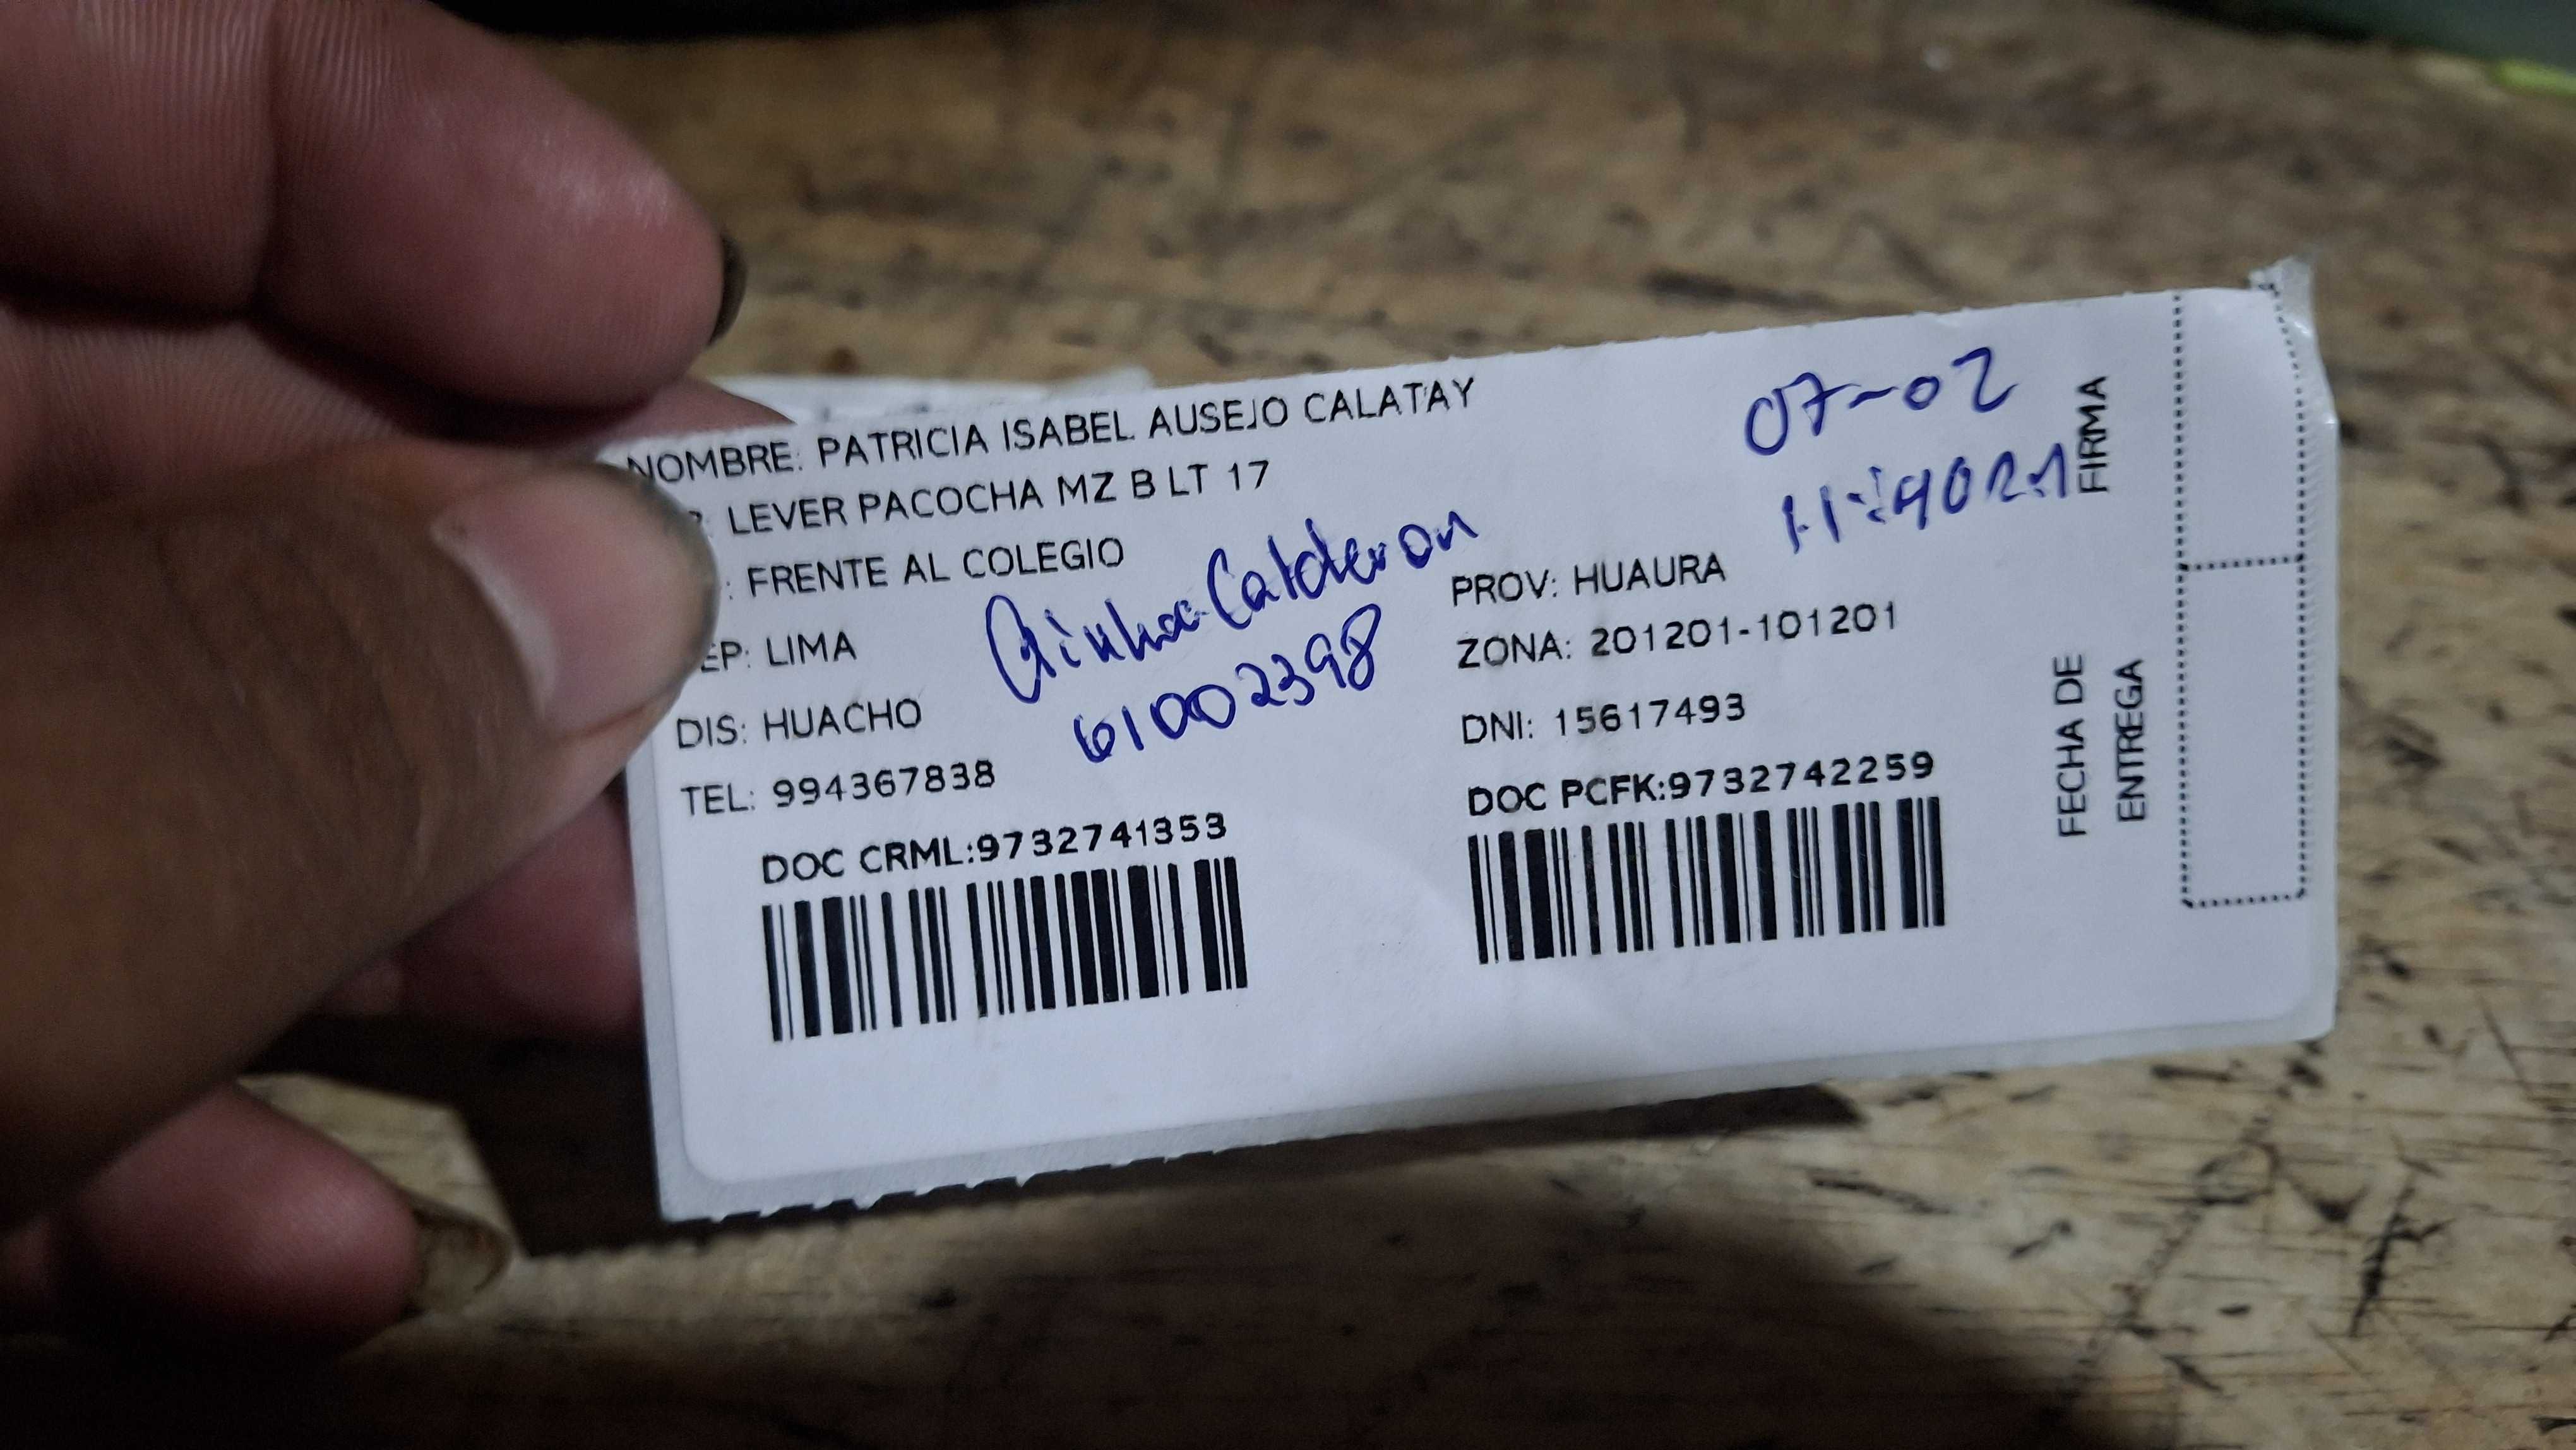 NOMBRE: PATRICIA ISABEL AUSEJO CALATAY
: LEVER PACOCHA MZ B LT 17
: FRENTE AL COLEGIO
EP: LIMA
PROV: HUAURA
ZONA: 201201-101201
DIS: HUACHO
DNI: 15617493
TEL: 994367838
DOC CRML:9732741353
DOC PCFK:9732742259
Calderon
61002398
07-02
FIRMA
FECHA DE
ENTREGA